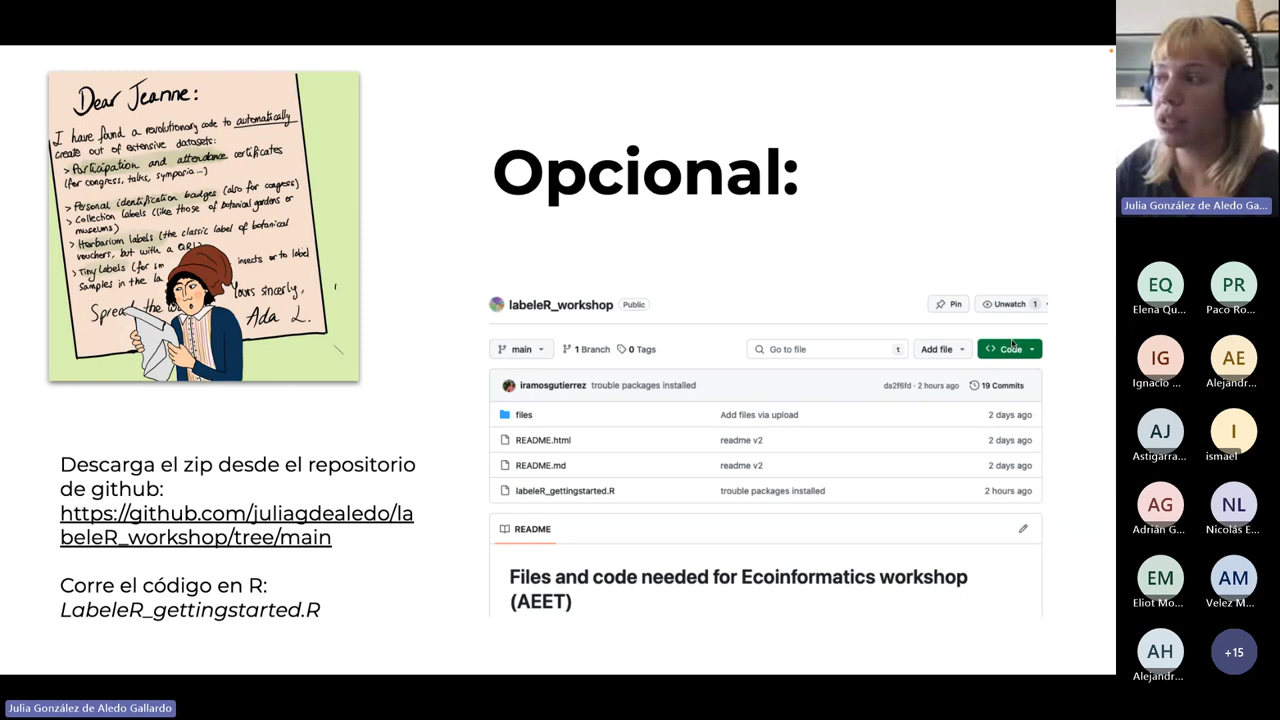 Dear Jeanne:
I have found a revolutionary code to automatically
create out of extensive datasets:
> Participation and attendance certificates
(for congress, talks, symposia...)
> Personal identification badges (also for congress)
> Collection labels (like those of botanical gardens or
museums)
> Herbarium labels (the classic label of botanical
vouchers, but with a QR!)
> Tiny labels (for sm insects or to label
samples in the la
Spread the
Yours sincerly,
Ada L.
Opcional:
labeleR_workshop Public
Pin
Unwatch 1
main
1 Branch
0 Tags
Go to file t
Add file
<> Code
iramosgutierrez trouble packages installed da2f6fd · 2 hours ago 19 Commits
files Add files via upload 2 days ago
README.html readme v2 2 days ago
README.md readme v2 2 days ago
labeleR_gettingstarted.R trouble packages installed 2 hours ago
README
Files and code needed for Ecoinformatics workshop
(AEET)
Descarga el zip desde el repositorio
de github:
https://github.com/juliagdealedo/la
beleR_workshop/tree/main
Corre el código en R:
LabeleR_gettingstarted.R
Julia González de Aledo Ga...
EQ
Elena Qu...
PR
Paco Ro...
IG
Ignacio ...
AE
Alejandr...
AJ
Astigarra...
I
ismael
AG
Adrián G...
NL
Nicolás E...
EM
Eliot Mo...
AM
Velez M...
AH
Alejandr...
+15
Julia González de Aledo Gallardo